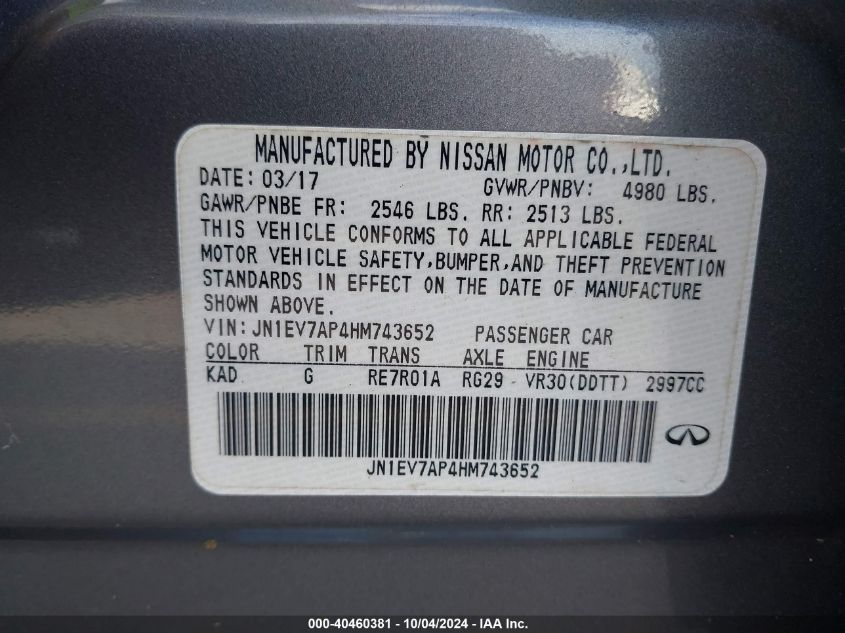 MANUFACTURED BY NISSAN MOTOR CO.,LTD.
DATE: 03/17 GVWR/PNBV: 4980 LBS.
GAWR/PNBE FR: 2546 LBS. RR: 2513 LBS.
THIS VEHICLE CONFORMS TO ALL APPLICABLE FEDERAL
MOTOR VEHICLE SAFETY,BUMPER,AND THEFT PREVENTION
STANDARDS IN EFFECT ON THE DATE OF MANUFACTURE
SHOWN ABOVE.
VIN: JN1EV7AP4HM743652 PASSENGER CAR
COLOR TRIM TRANS AXLE ENGINE
KAD G RE7R01A RG29 VR30(DDTT) 2997CC
JN1EV7AP4HM743652
000-40460381 - 10/04/2024 - IAA Inc.